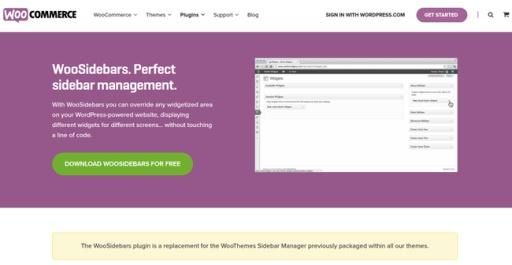 WOO COMMERCE
WooCommerce Themes Plugins Support Blog SIGN IN WITH WORDPRESS.COM GET STARTED
WooSidebars. Perfect
sidebar management.
With WooSidebars you can override any widgetized area
on your WordPress-powered website, displaying
different widgets for different screens... without touching
a line of code.
DOWNLOAD WOOSIDEBARS FOR FREE
Widgets
The WooSidebars plugin is a replacement for the WooThemes Sidebar Manager previously packaged within all our themes.